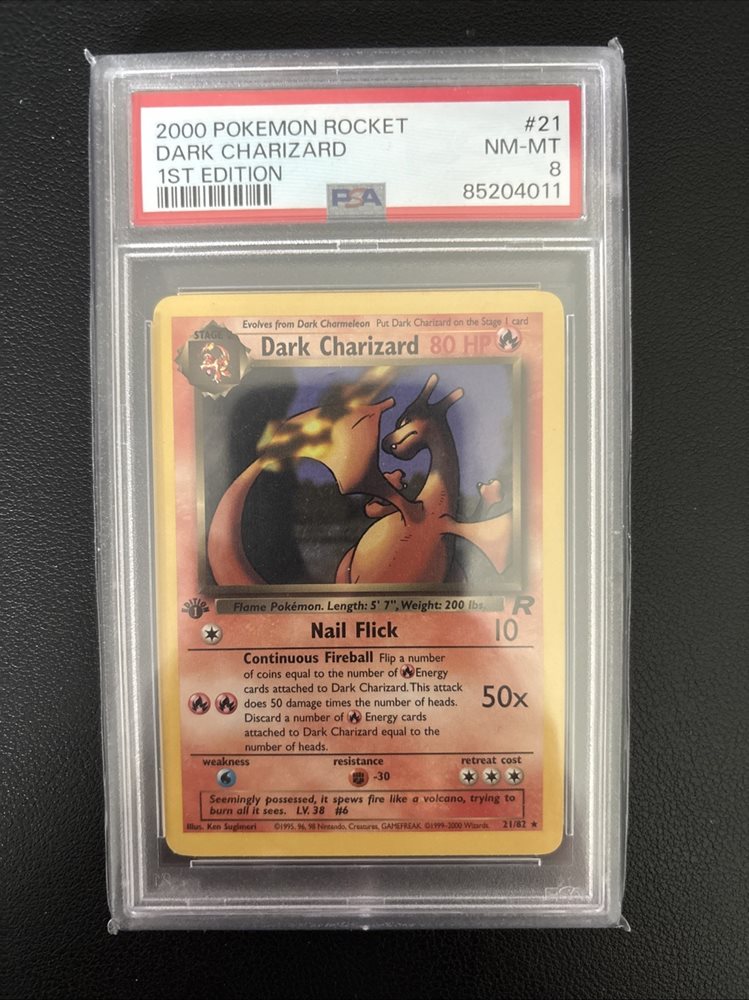 2000 POKEMON ROCKET #21
DARK CHARIZARD NM-MT
1ST EDITION 8
PSA 85204011
Evolves from Dark Charmeleon Put Dark Charizard on the Stage 1 card
STAGE 2
Dark Charizard 80 HP
EDITION
1
Flame Pokémon. Length: 5' 7", Weight: 200 lbs.
R
Nail Flick 10
Continuous Fireball Flip a number
of coins equal to the number of Energy
cards attached to Dark Charizard. This attack
does 50 damage times the number of heads.
50x
Discard a number of Energy cards
attached to Dark Charizard equal to the
number of heads.
weakness resistance retreat cost
-30
Seemingly possessed, it spews fire like a volcano, trying to
burn all it sees. LV. 38 #6
Illus. Ken Sugimori ©1995, 96, 98 Nintendo, Creatures, GAMEFREAK. ©1999-2000 Wizards. 21/82 ★